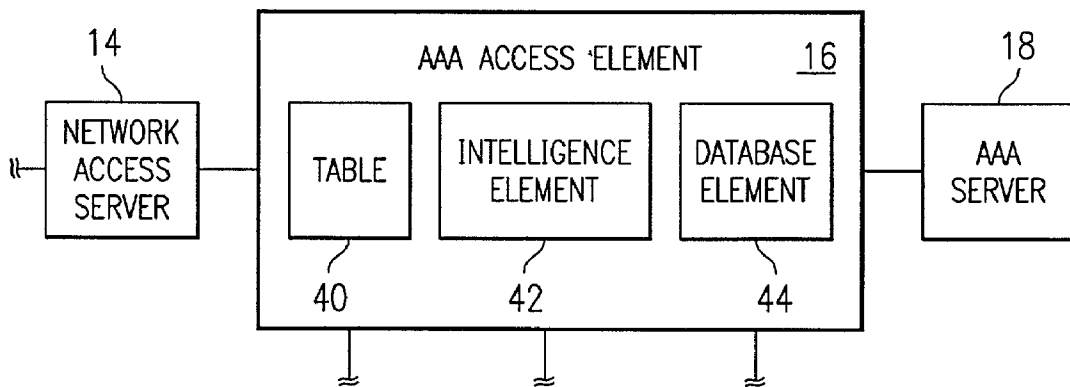 14
NETWORK
ACCESS
SERVER
AAA ACCESS ELEMENT
16
TABLE
40
INTELLIGENCE
ELEMENT
42
DATABASE
ELEMENT
44
18
AAA
SERVER